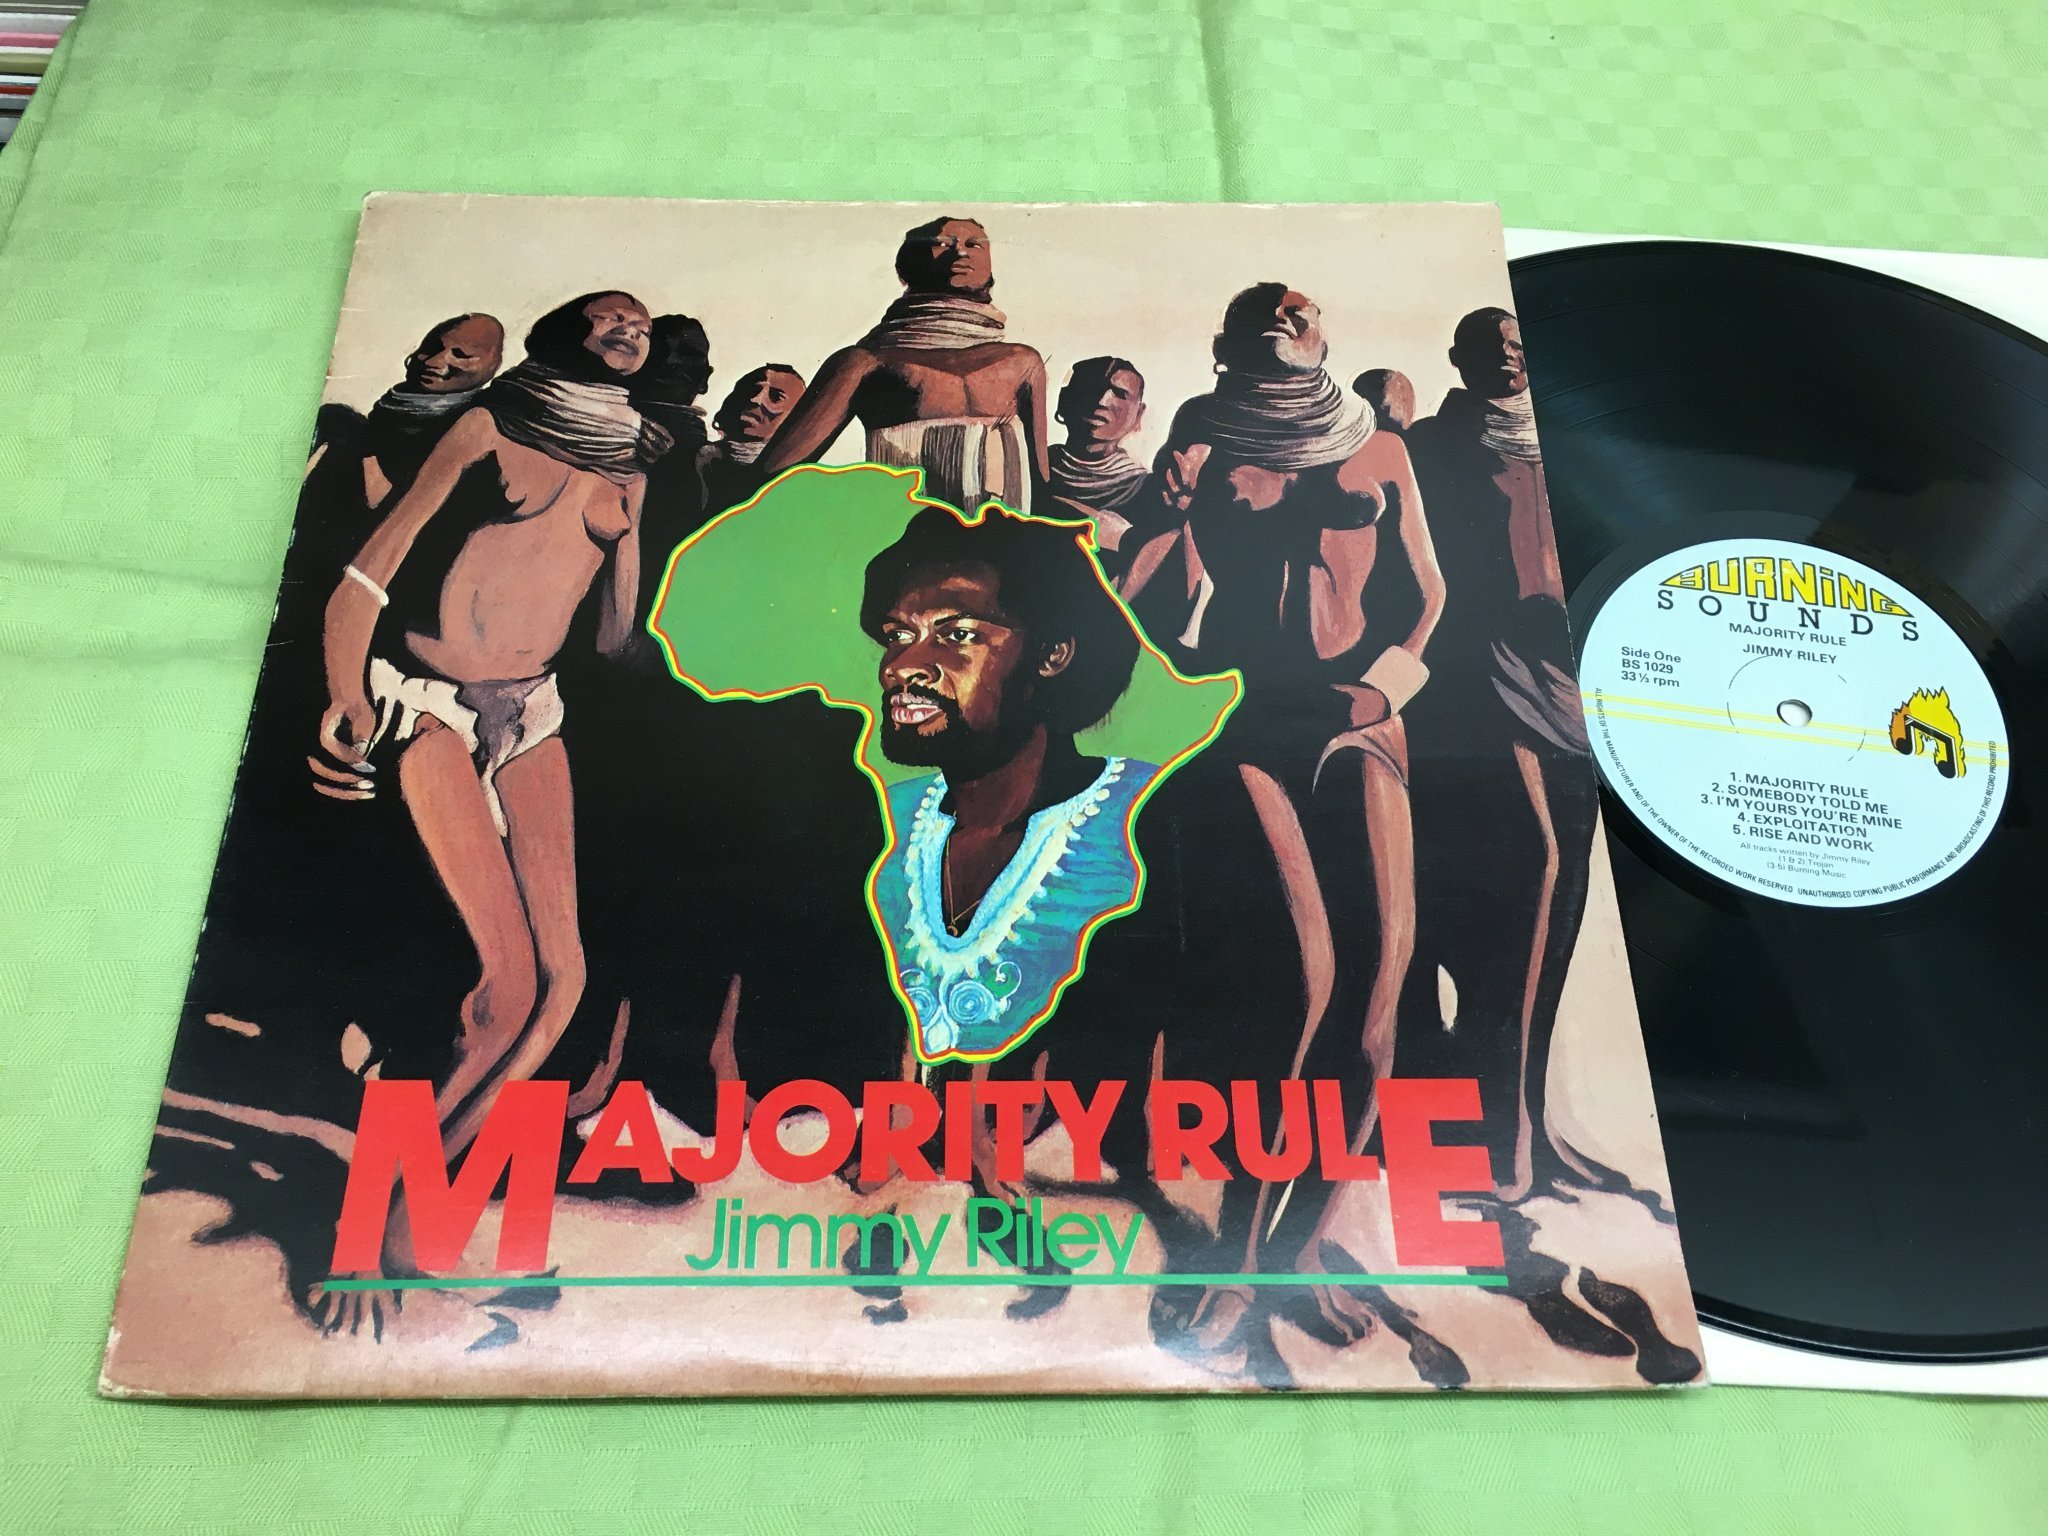 MAJORITY RULE
Jimmy Riley
BURNING
SOUNDS
MAJORITY RULE
JIMMY RILEY
Side One
BS 1029
33 ⅓ rpm
1. MAJORITY RULE
2. SOMEBODY TOLD ME
3. I'M YOURS YOU'RE MINE
4. EXPLOITATION
5. RISE AND WORK
All tracks written by Jimmy Riley
(1 & 2) Trojan
(3-5) Burning Music
ALL RIGHTS OF THE MANUFACTURER AND OF THE OWNER OF THE RECORDED WORK RESERVED UNAUTHORISED COPYING PUBLIC PERFORMANCE AND BROADCASTING OF THIS RECORD PROHIBITED